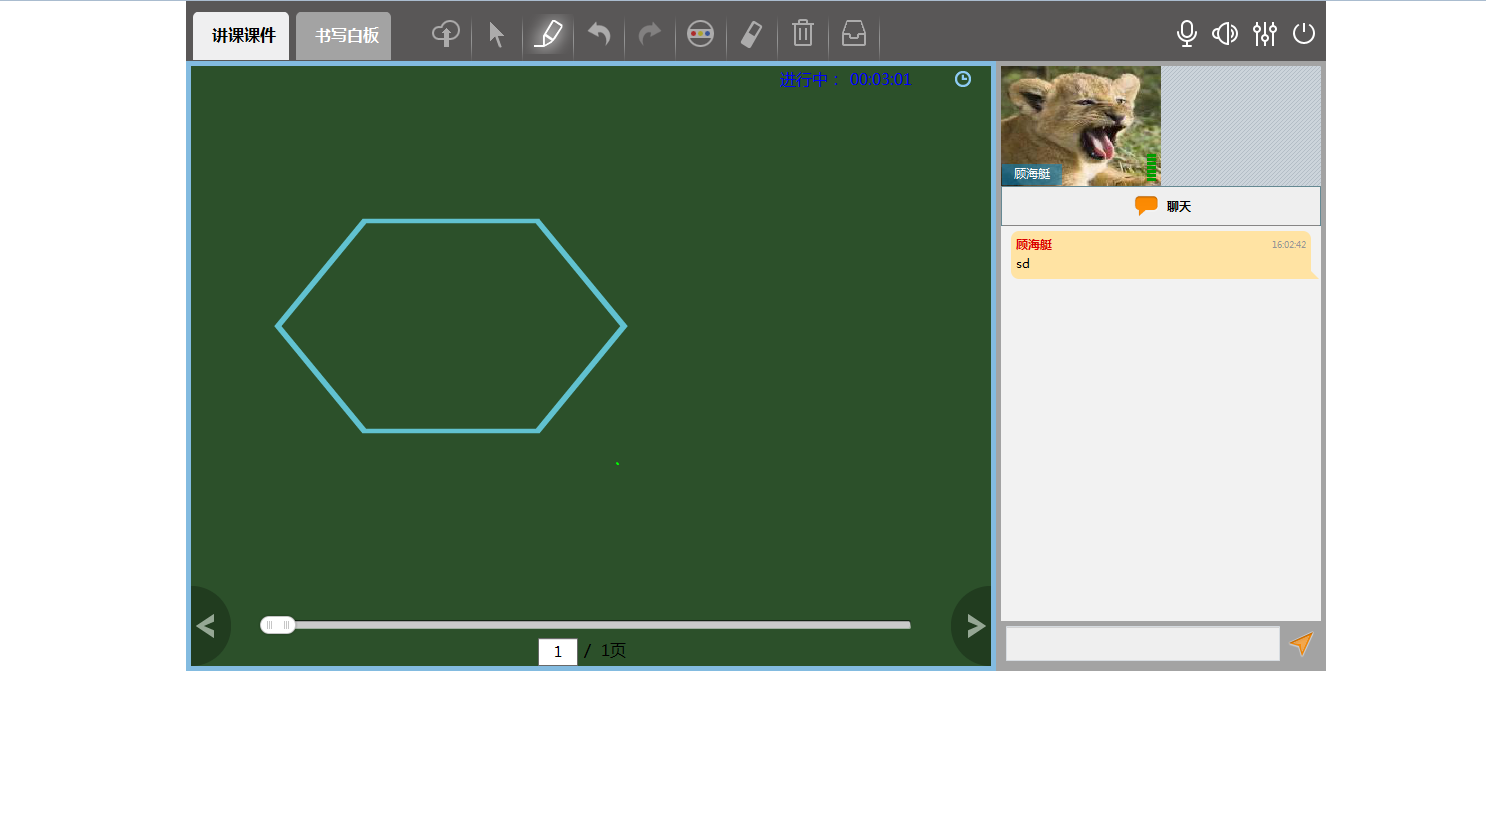 讲课课件
书写白板
进行中： 00:03:01
顾海艇
聊天
顾海艇 16:02:42
sd
1 / 1页